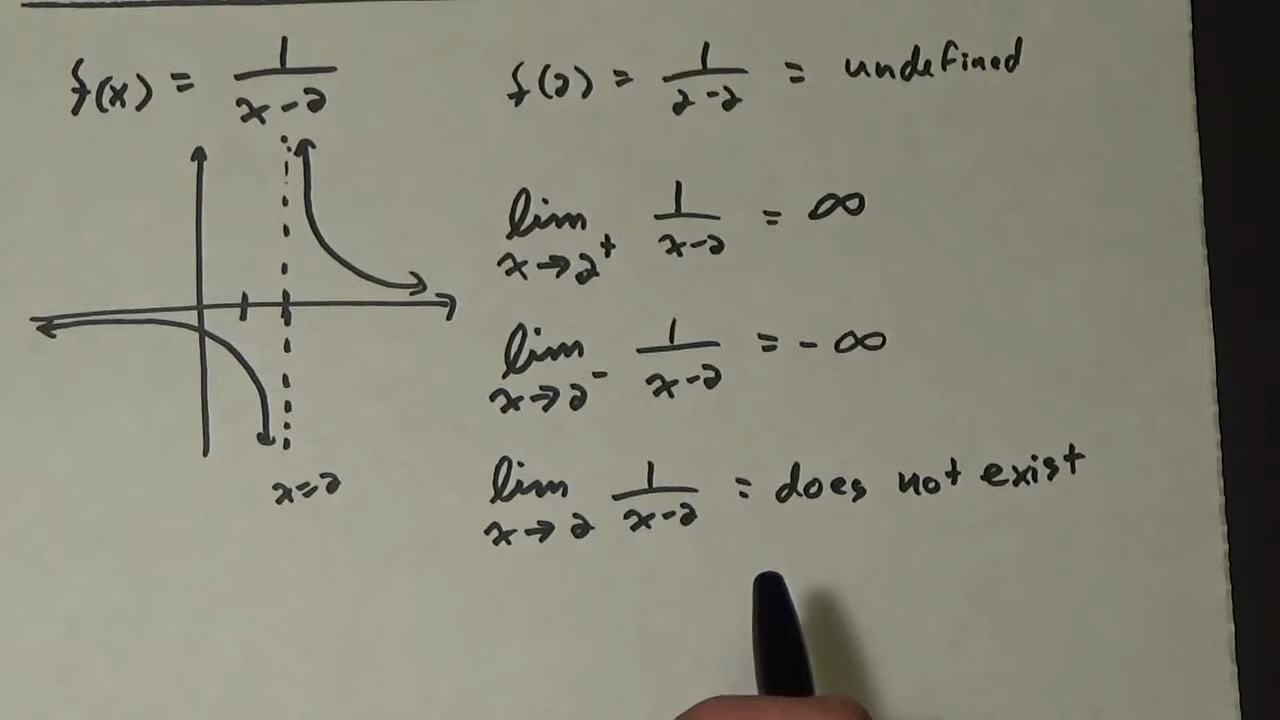 f(x) = 1/(x-2)
f(2) = 1/(2-2) = undefined
lim x→2⁺ 1/(x-2) = ∞
lim x→2⁻ 1/(x-2) = -∞
x=2
lim x→2 1/(x-2) = does not exist